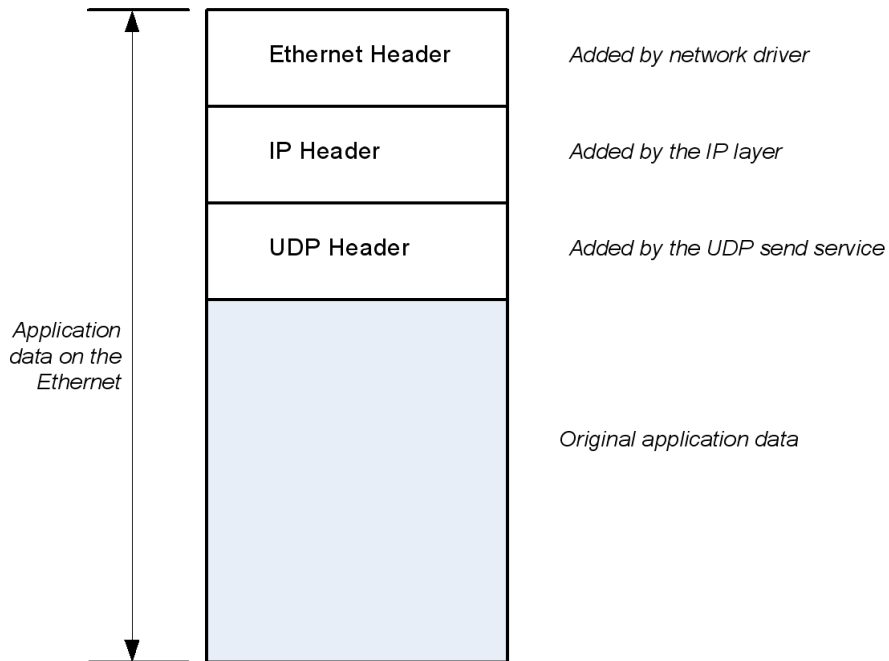 Ethernet Header
Added by network driver
IP Header
Added by the IP layer
UDP Header
Added by the UDP send service
Application
data on the
Ethernet
Original application data